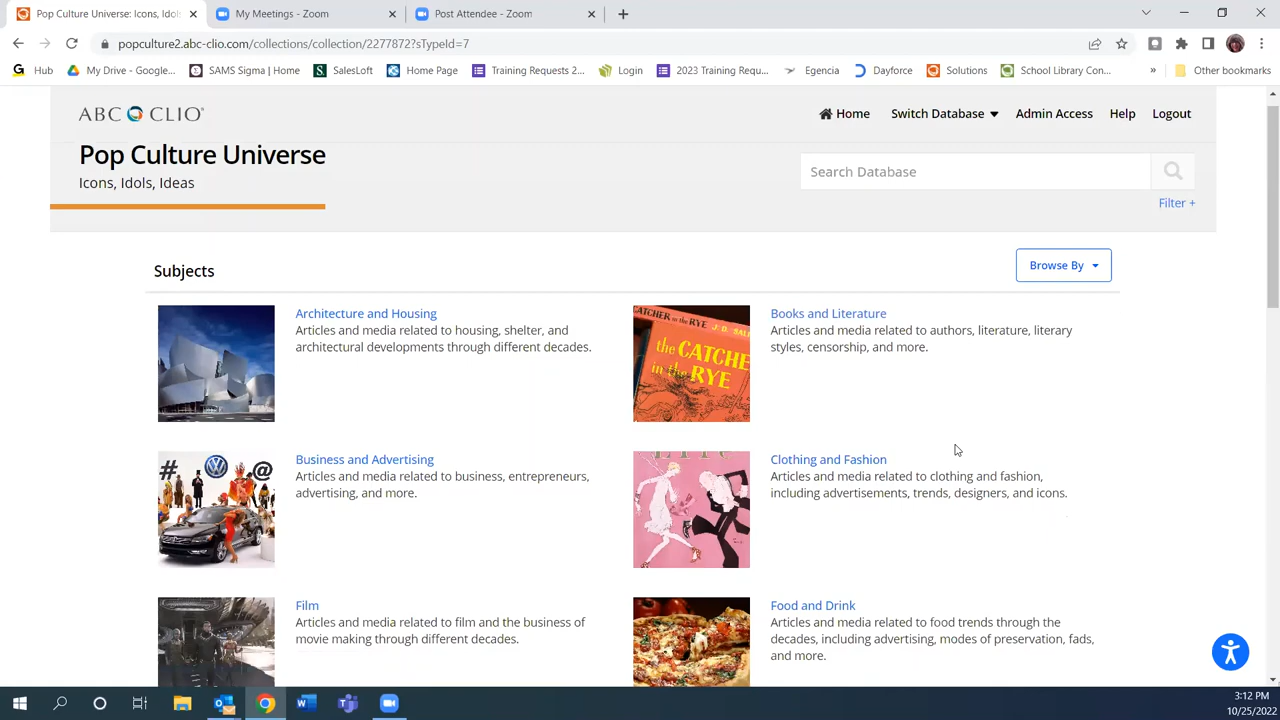 Pop Culture Universe: Icons, Idols
My Meetings - Zoom
Post Attendee - Zoom
popculture2.abc-clio.com/collections/collection/2277872?sTypeId=7
Hub
My Drive - Google...
SAMS Sigma | Home
SalesLoft
Home Page
Training Requests 2...
Login
2023 Training Requ...
Egencia
Dayforce
Solutions
School Library Con...
»
Other bookmarks
ABC CLIO
Home
Switch Database
Admin Access
Help
Logout
Pop Culture Universe
Icons, Idols, Ideas
Search Database
Filter +
Subjects
Browse By
Architecture and Housing
Articles and media related to housing, shelter, and
architectural developments through different decades.
CATCHER in the RYE J. D. SAL
the CATCHER
in the RYE
Books and Literature
Articles and media related to authors, literature, literary
styles, censorship, and more.
# @
Business and Advertising
Articles and media related to business, entrepreneurs,
advertising, and more.
Clothing and Fashion
Articles and media related to clothing and fashion,
including advertisements, trends, designers, and icons.
Film
Articles and media related to film and the business of
movie making through different decades.
Food and Drink
Articles and media related to food trends through the
decades, including advertising, modes of preservation, fads,
and more.
3:12 PM
10/25/2022